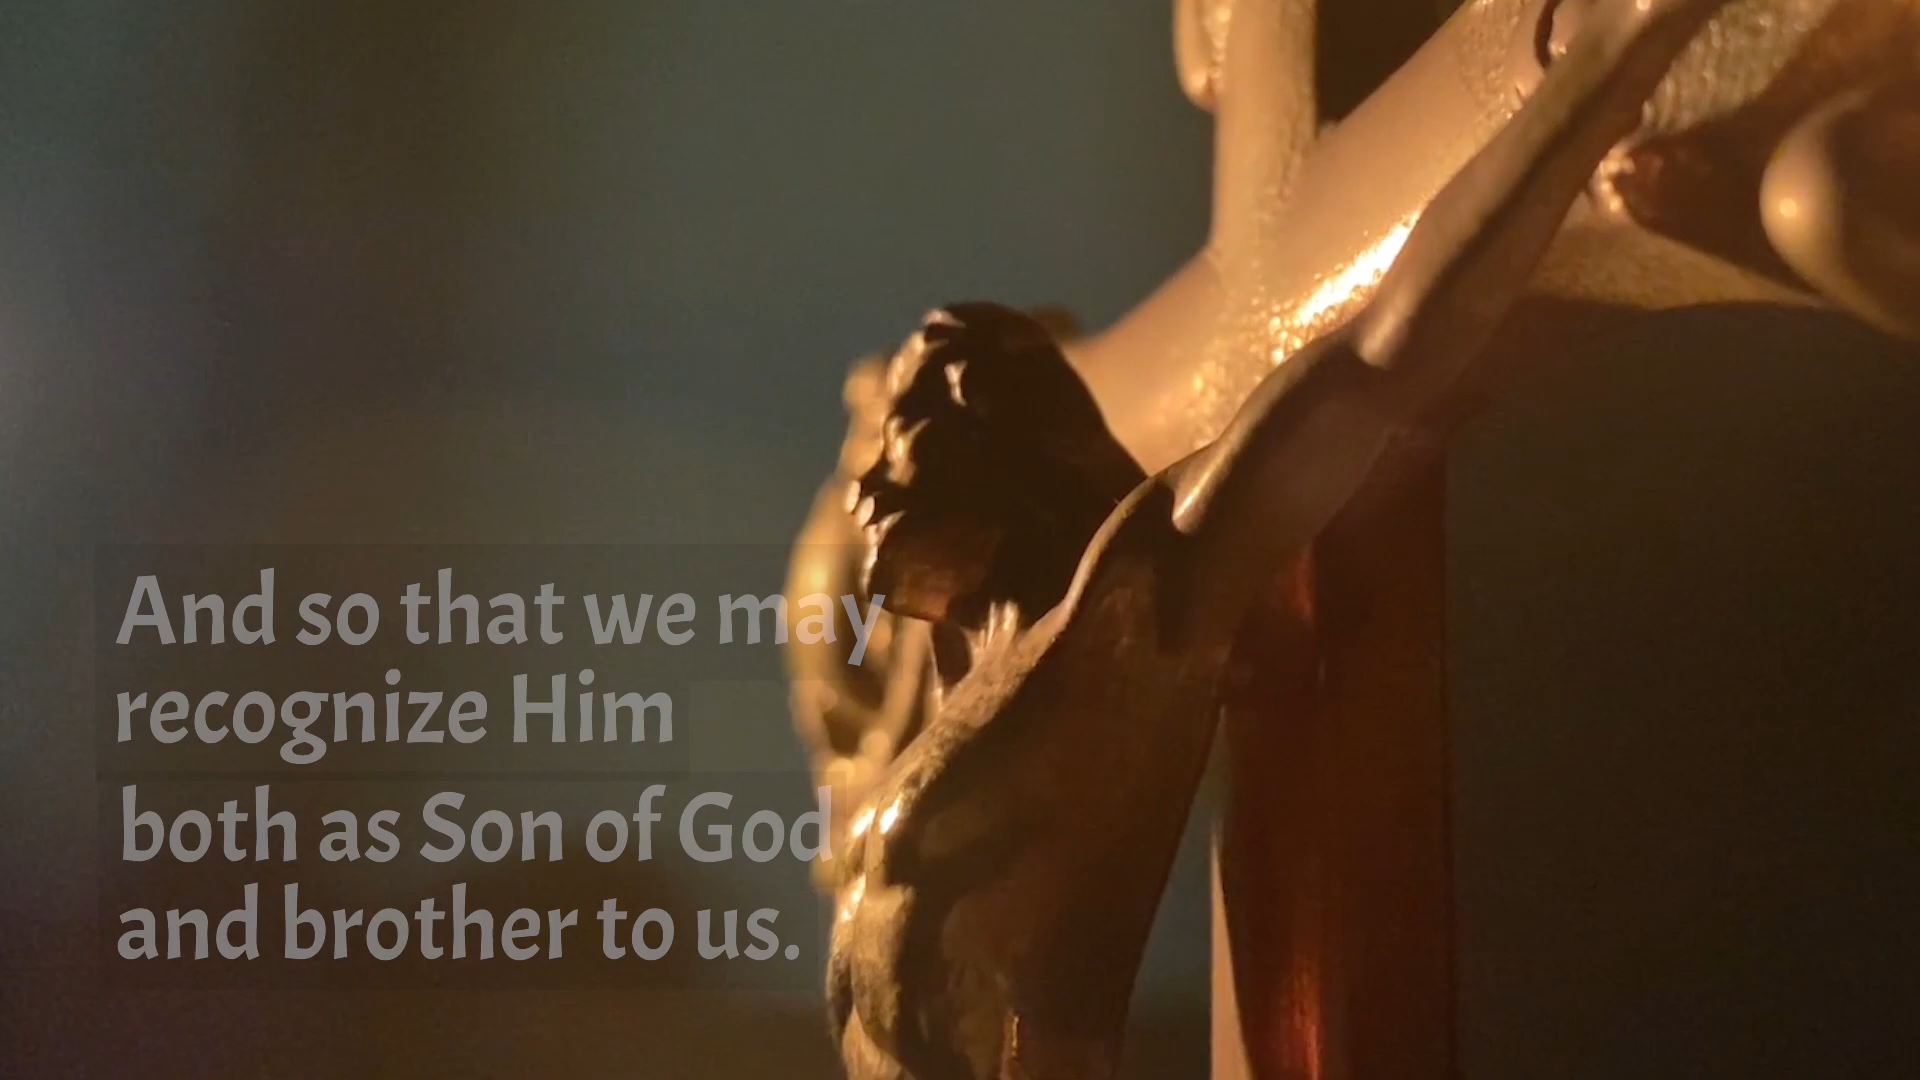 And so that we may
recognize Him
both as Son of God
and brother to us.